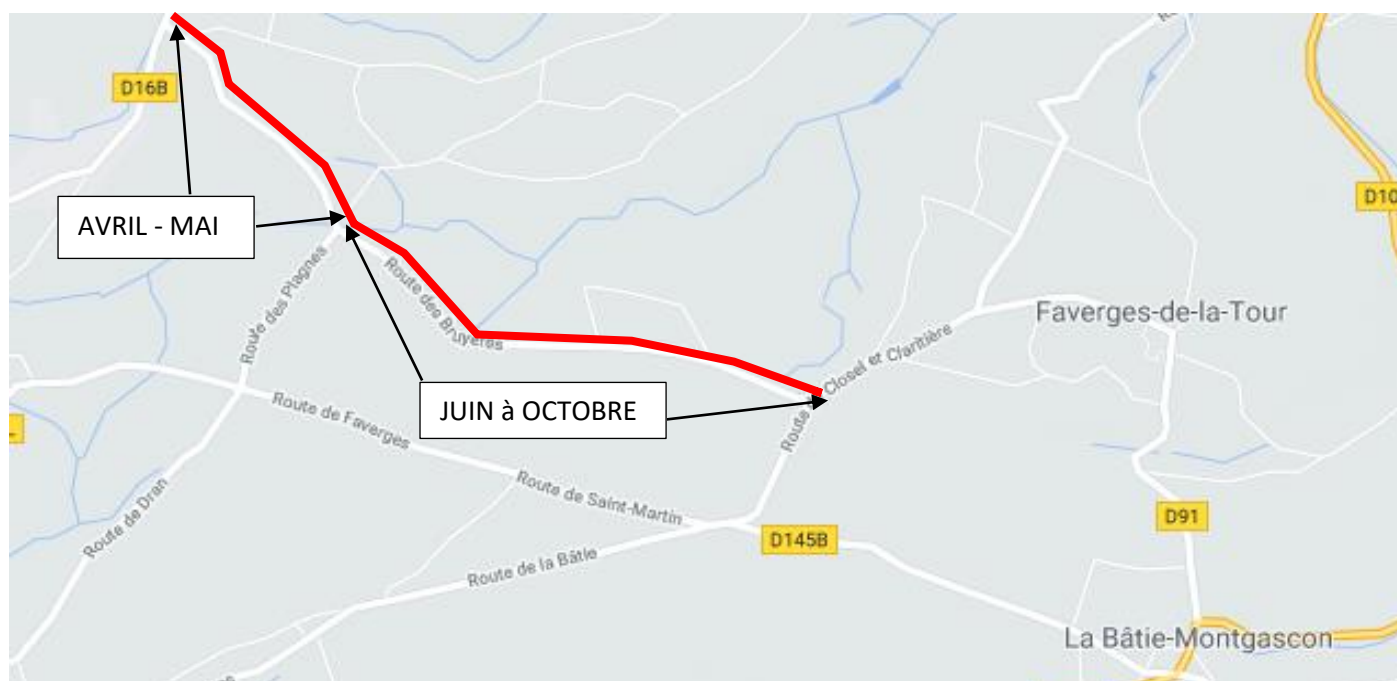 D16B
AVRIL - MAI
D10
Route des Plagnes
Route des Bruyères
Faverges-de-la-Tour
Closel et Claritière
Route
JUIN à OCTOBRE
Route de Faverges
Route de Saint-Martin
Route de Dran
D91
D145B
Route de la Bâtie
La Bâtie-Montgascon